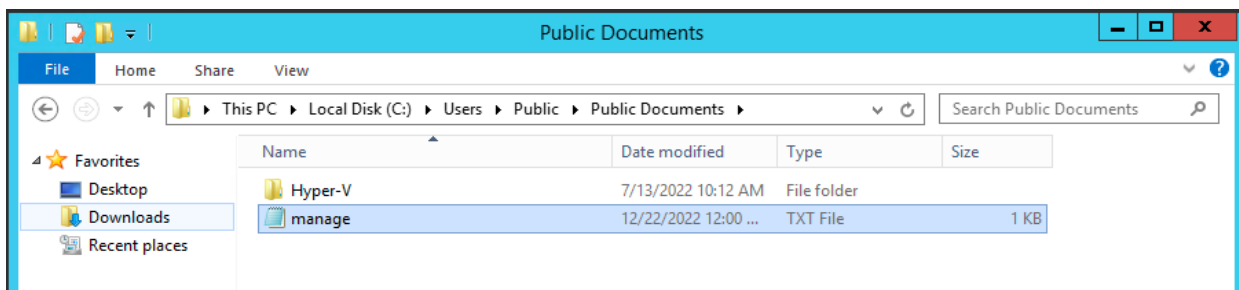 Public Documents
File Home Share View
This PC Local Disk (C:) Users Public Public Documents Search Public Documents
Name Date modified Type Size
Favorites
Desktop
Downloads
Recent places
Hyper-V 7/13/2022 10:12 AM File folder
manage 12/22/2022 12:00 ... TXT File 1 KB